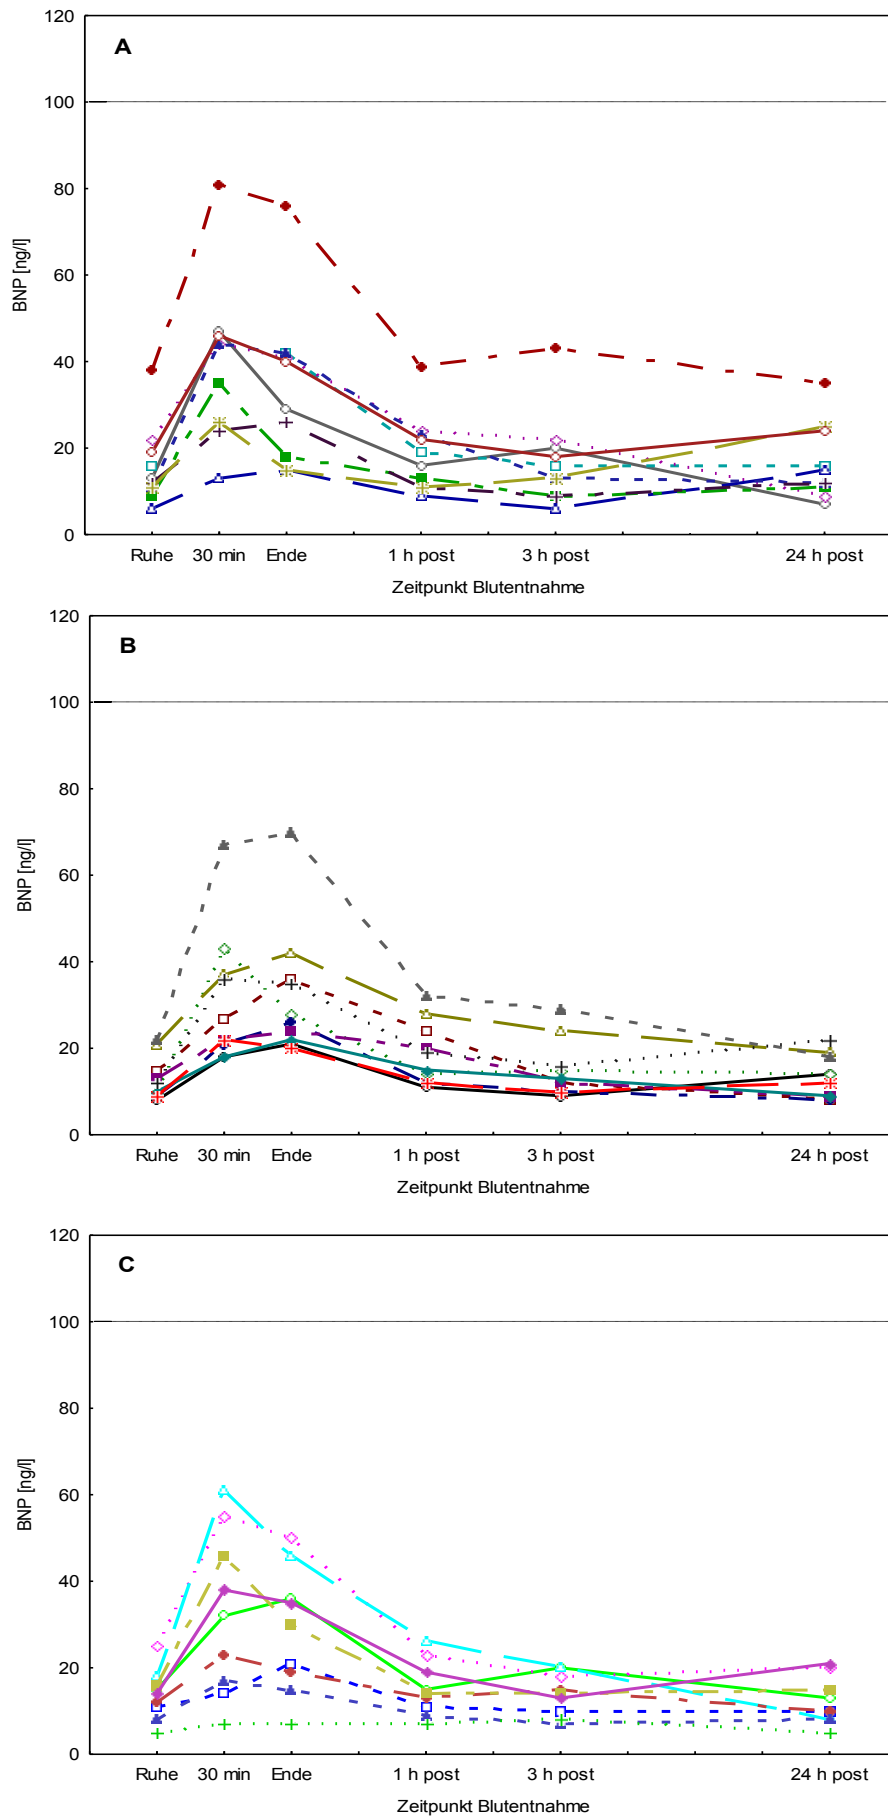 A
120
100
80
60
40
20
0
BNP [ng/l]
Ruhe 30 min Ende 1 h post 3 h post 24 h post
Zeitpunkt Blutentnahme
B
120
100
80
60
40
20
0
BNP [ng/l]
Ruhe 30 min Ende 1 h post 3 h post 24 h post
Zeitpunkt Blutentnahme
C
120
100
80
60
40
20
0
BNP [ng/l]
Ruhe 30 min Ende 1 h post 3 h post 24 h post
Zeitpunkt Blutentnahme